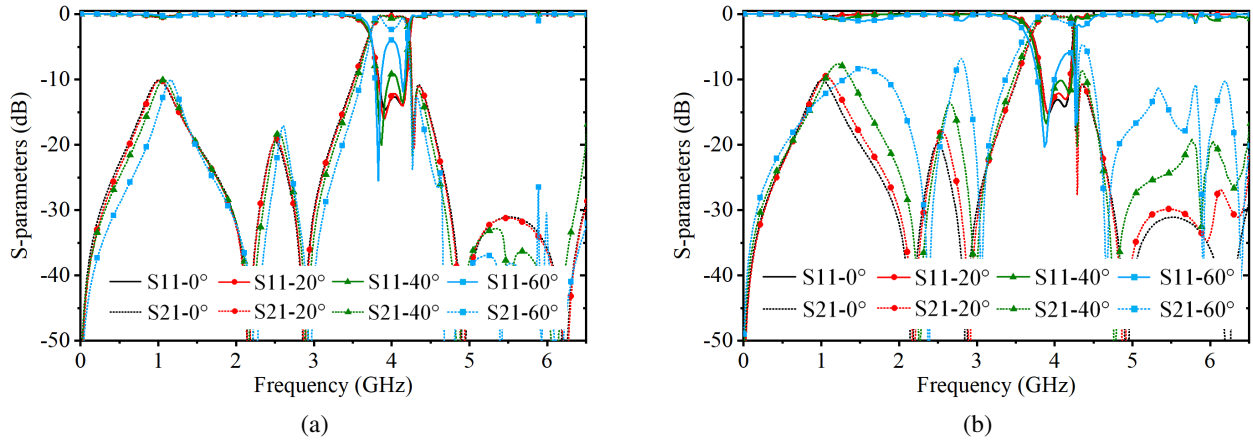 0
-10
-20
-30
-40
-50
S-parameters (dB)
S11-0° S11-20° S11-40° S11-60°
S21-0° S21-20° S21-40° S21-60°
0 1 2 3 4 5 6
Frequency (GHz)
(a)
0
-10
-20
-30
-40
-50
S-parameters (dB)
S11-0° S11-20° S11-40° S11-60°
S21-0° S21-20° S21-40° S21-60°
0 1 2 3 4 5 6
Frequency (GHz)
(b)